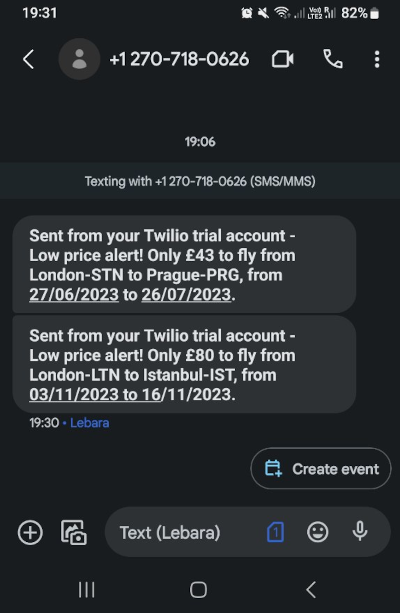 19:31
Vo)) LTE2 R 82%
+1 270-718-0626
19:06
Texting with +1 270-718-0626 (SMS/MMS)
Sent from your Twilio trial account -
Low price alert! Only £43 to fly from
London-STN to Prague-PRG, from
27/06/2023 to 26/07/2023.
Sent from your Twilio trial account -
Low price alert! Only £80 to fly from
London-LTN to Istanbul-IST, from
03/11/2023 to 16/11/2023.
19:30 • Lebara
Create event
Text (Lebara)
1